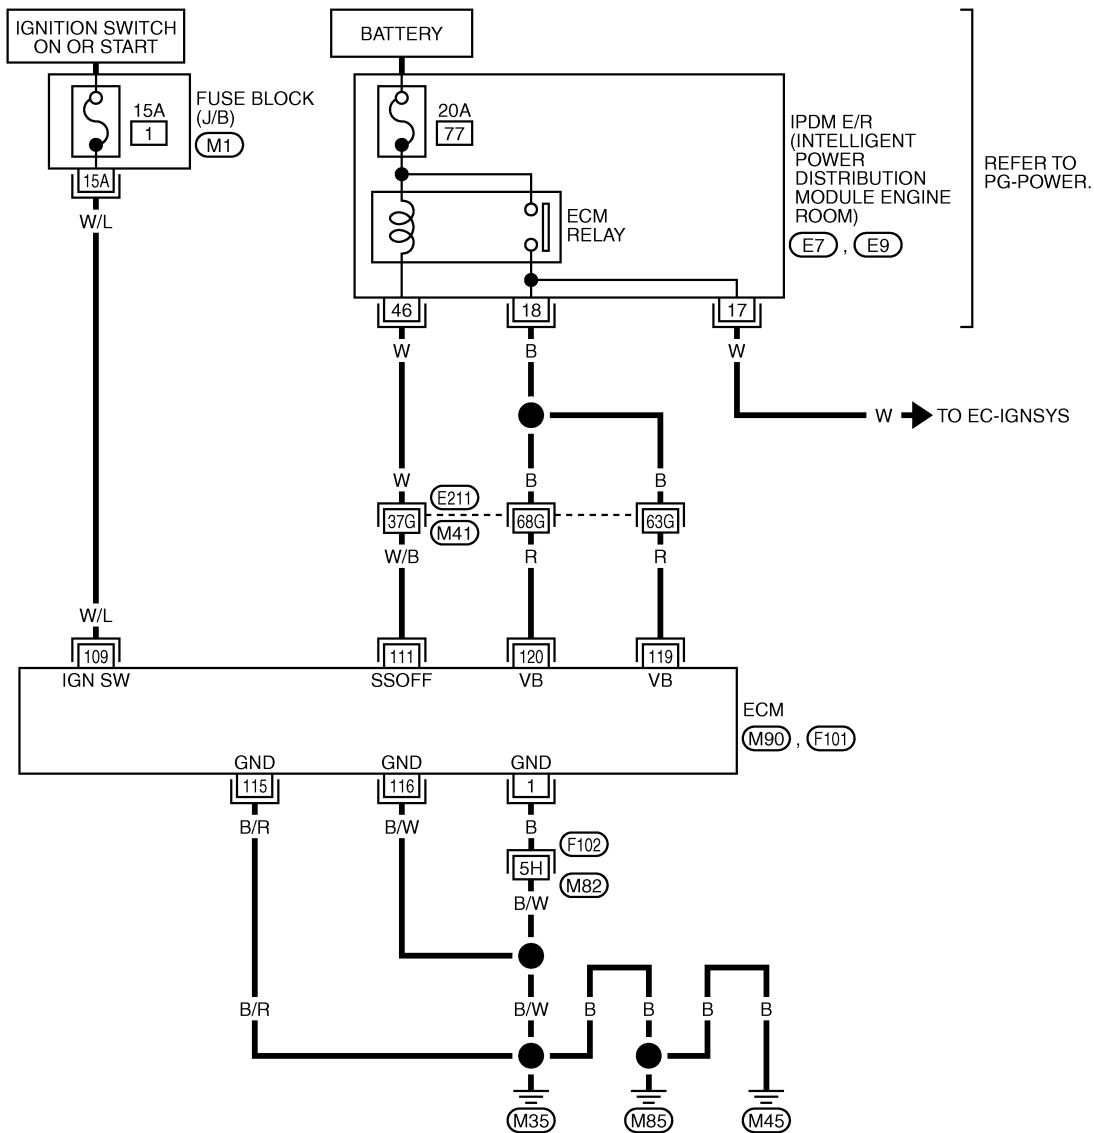 IGNITION SWITCH
ON OR START
BATTERY
15A
1
FUSE BLOCK
(J/B)
M1
20A
77
IPDM E/R
(INTELLIGENT
POWER
DISTRIBUTION
MODULE ENGINE
ROOM)
E7 , E9
REFER TO
PG-POWER.
15A
W/L
ECM
RELAY
46
18
17
W
B
W
W
TO EC-IGNSYS
W
B
B
E211
37G
68G
63G
M41
W/B
R
R
W/L
109
111
120
119
IGN SW
SSOFF
VB
VB
ECM
M90 , F101
GND
GND
GND
115
116
1
B/R
B/W
B
F102
5H
M82
B/W
B/R
B/W
B
B
B
B
M35
M85
M45